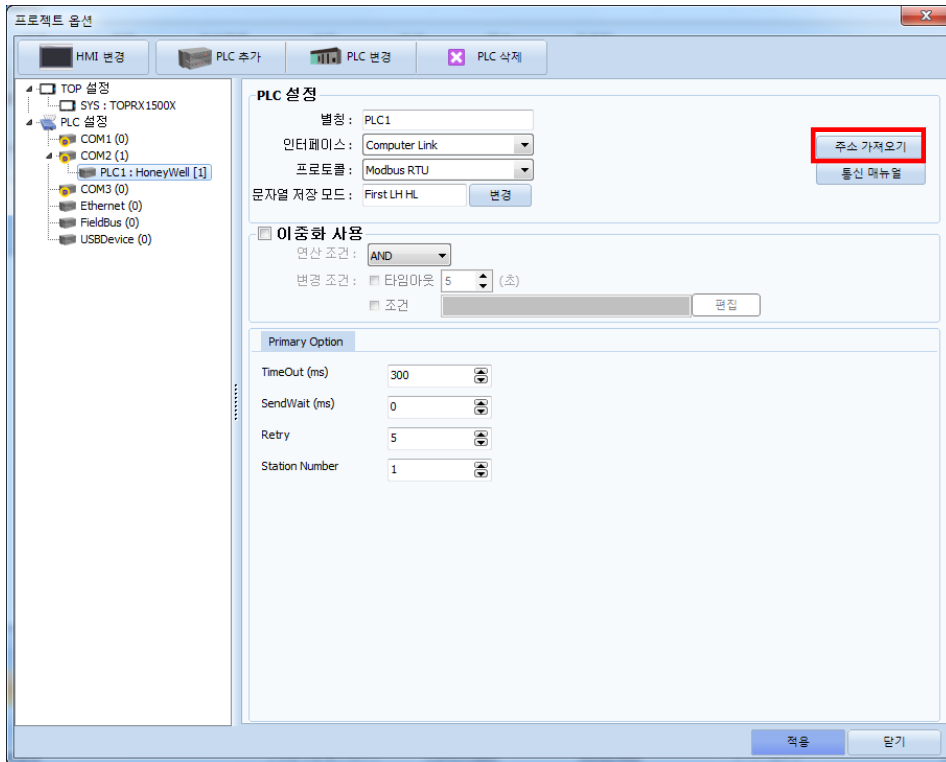 프로젝트 옵션
HMI 변경
PLC 추가
PLC 변경
PLC 삭제
TOP 설정
SYS : TOPRX1500X
PLC 설정
COM1 (0)
COM2 (1)
PLC1 : HoneyWell [1]
COM3 (0)
Ethernet (0)
FieldBus (0)
USBDevice (0)
PLC 설정
별칭 : PLC1
인터페이스 : Computer Link
프로토콜 : Modbus RTU
문자열 저장 모드 : First LH HL 변경
주소 가져오기
통신 매뉴얼
이중화 사용
연산 조건 : AND
변경 조건 : 타임아웃 5 (초)
조건 편집
Primary Option
TimeOut (ms) 300
SendWait (ms) 0
Retry 5
Station Number 1
적용
닫기